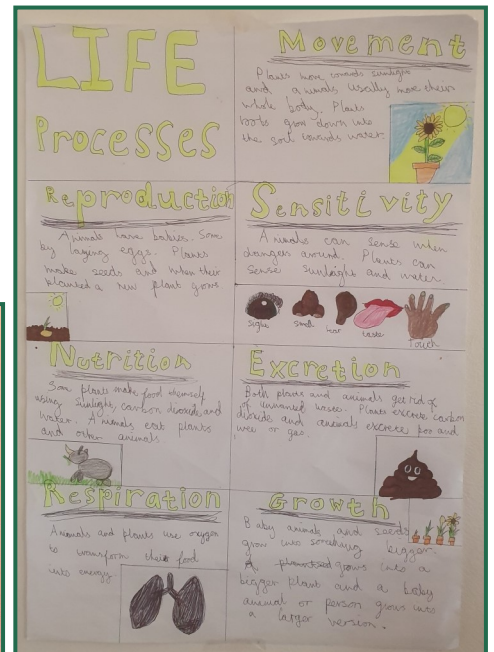 LIFE
Processes
Movement
Plants move towards sunlight
and animals usually move their
whole body. Plants
roots grow down into
the soil towards water.
Reproduction
Animals have babies. Some
by laying eggs. Plants
make seeds and when their
planted a new plant grows.
Sensitivity
Animals can sense when
dangers around. Plants can
sense sunlight and water.
sight
smell
hear
taste
Touch
Nutrition
Some plants make food themself
using sunlight, carbon dioxide, and
water. Animals eat plants
and other animals.
Excretion
Both plants and animals get rid of
of unwanted waste. Plants excrete carbon
dioxide and animals excrete poo and
wee or gas.
Respiration
Animals and plants use oxygen
to transform their food
into energy.
Growth
Baby animals and seeds
grow into something bigger.
A grows into a
bigger plant and a baby
animal or person grows into
a larger version.